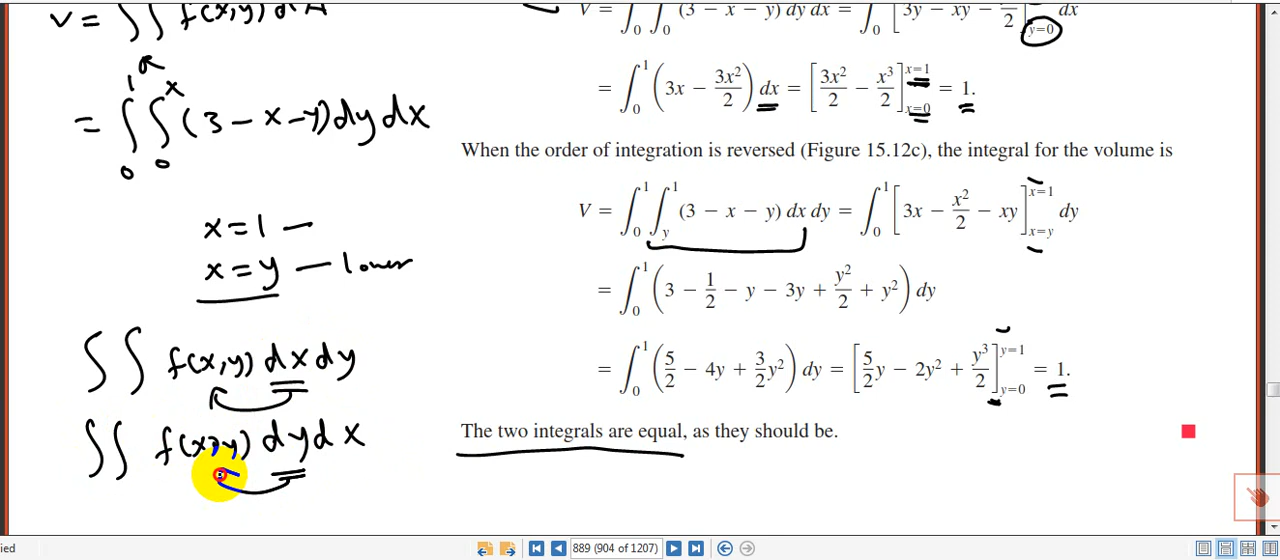 V = ∫∫ f(x,y) dA
= ∫₀¹ ∫₀ˣ (3 − x − y) dy dx
x = 1 —
x = y — lower
∫∫ f(x,y) dx dy
∫∫ f(x,y) dy dx
V = ∫₀ ∫₀ (3 − x − y) dy dx = ∫₀ [3y − xy − /2]_{y=0} dx
= ∫₀¹ (3x − 3x²/2) dx = [3x²/2 − x³/2]_{x=0}^{x=1} = 1.
When the order of integration is reversed (Figure 15.12c), the integral for the volume is
V = ∫₀¹ ∫_y¹ (3 − x − y) dx dy = ∫₀¹ [3x − x²/2 − xy]_{x=y}^{x=1} dy
= ∫₀¹ (3 − 1/2 − y − 3y + y²/2 + y²) dy
= ∫₀¹ (5/2 − 4y + 3/2 y²) dy = [5/2 y − 2y² + y³/2]_{y=0}^{y=1} = 1.
The two integrals are equal, as they should be.
ied
889 (904 of 1207)